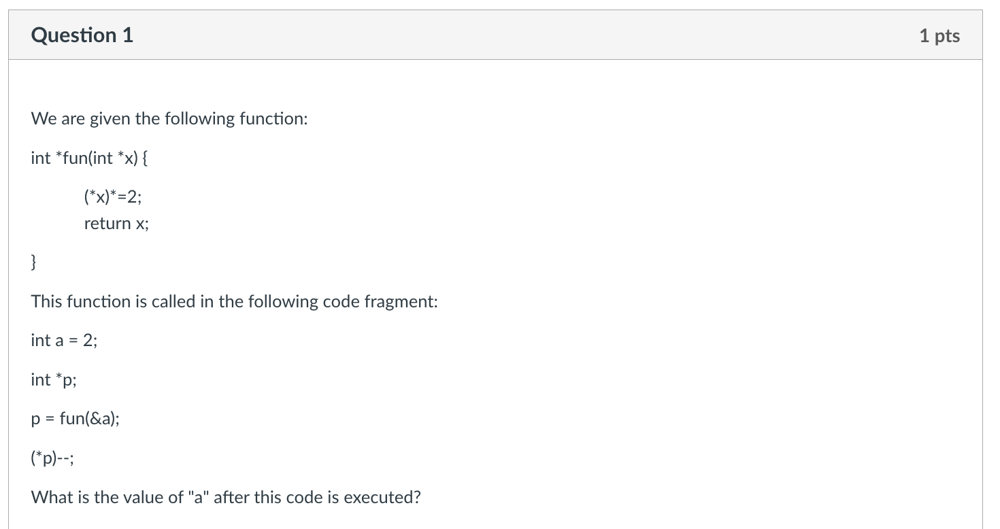 Question 1
1 pts
We are given the following function:
int *fun(int *x) {
(*x)*=2;
return x;
}
This function is called in the following code fragment:
int a = 2;
int *p;
p = fun(&a);
(*p)--;
What is the value of "a" after this code is executed?